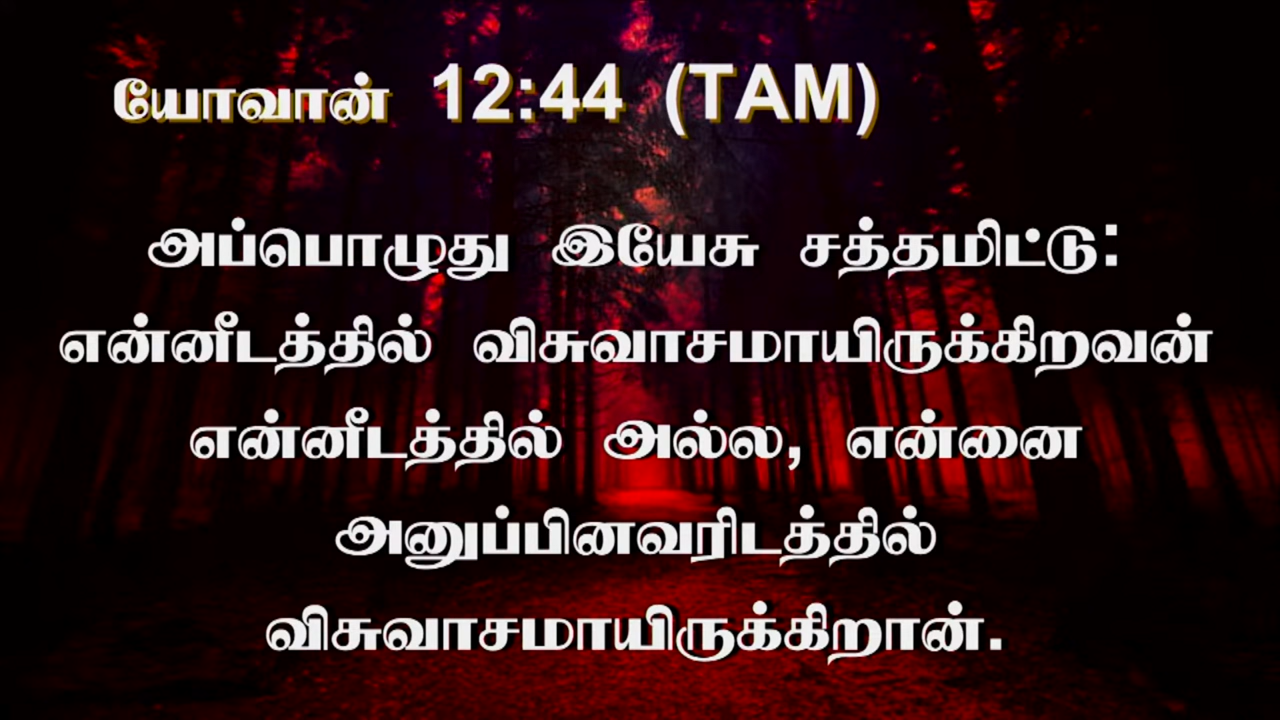 யோவான் 12:44 (TAM)
அப்பொழுது இயேசு சத்தமிட்டு:
என்னீடத்தில் விசுவாசமாயிருக்கிறவன்
என்னீடத்தில் அல்ல, என்னை
அனுப்பினவரிடத்தில்
விசுவாசமாயிருக்கிறான்.